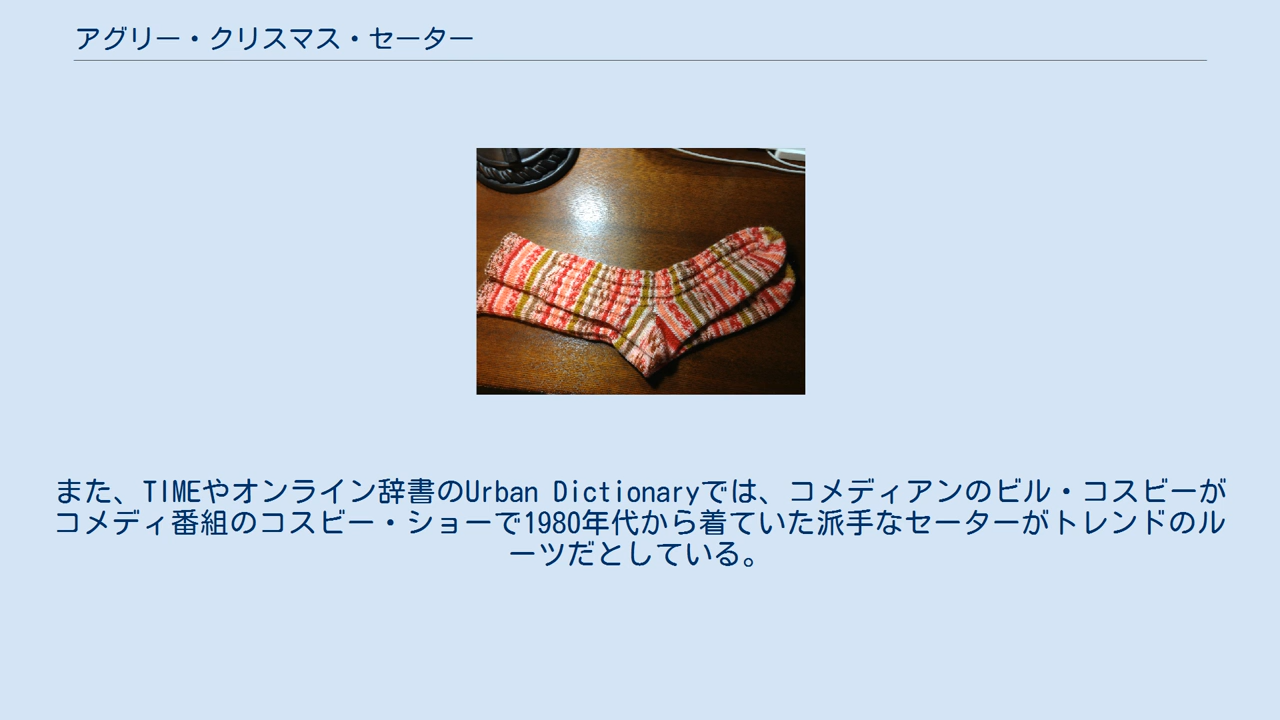 アグリー・クリスマス・セーター
また、TIMEやオンライン辞書のUrban Dictionaryでは、コメディアンのビル・コスビーが
コメディ番組のコスビー・ショーで1980年代から着ていた派手なセーターがトレンドのル
ーツだとしている。